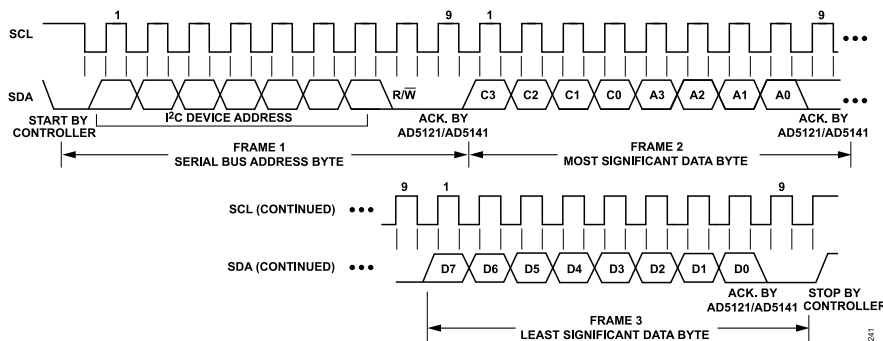 1 9 1 9
SCL
SDA R/W C3 C2 C1 C0 A3 A2 A1 A0
START BY
CONTROLLER
I²C DEVICE ADDRESS
ACK. BY
AD5121/AD5141
ACK. BY
AD5121/AD5141
FRAME 1
SERIAL BUS ADDRESS BYTE
FRAME 2
MOST SIGNIFICANT DATA BYTE
9 1 9
SCL (CONTINUED)
SDA (CONTINUED) D7 D6 D5 D4 D3 D2 D1 D0
ACK. BY
AD5121/AD5141
STOP BY
CONTROLLER
FRAME 3
LEAST SIGNIFICANT DATA BYTE
241